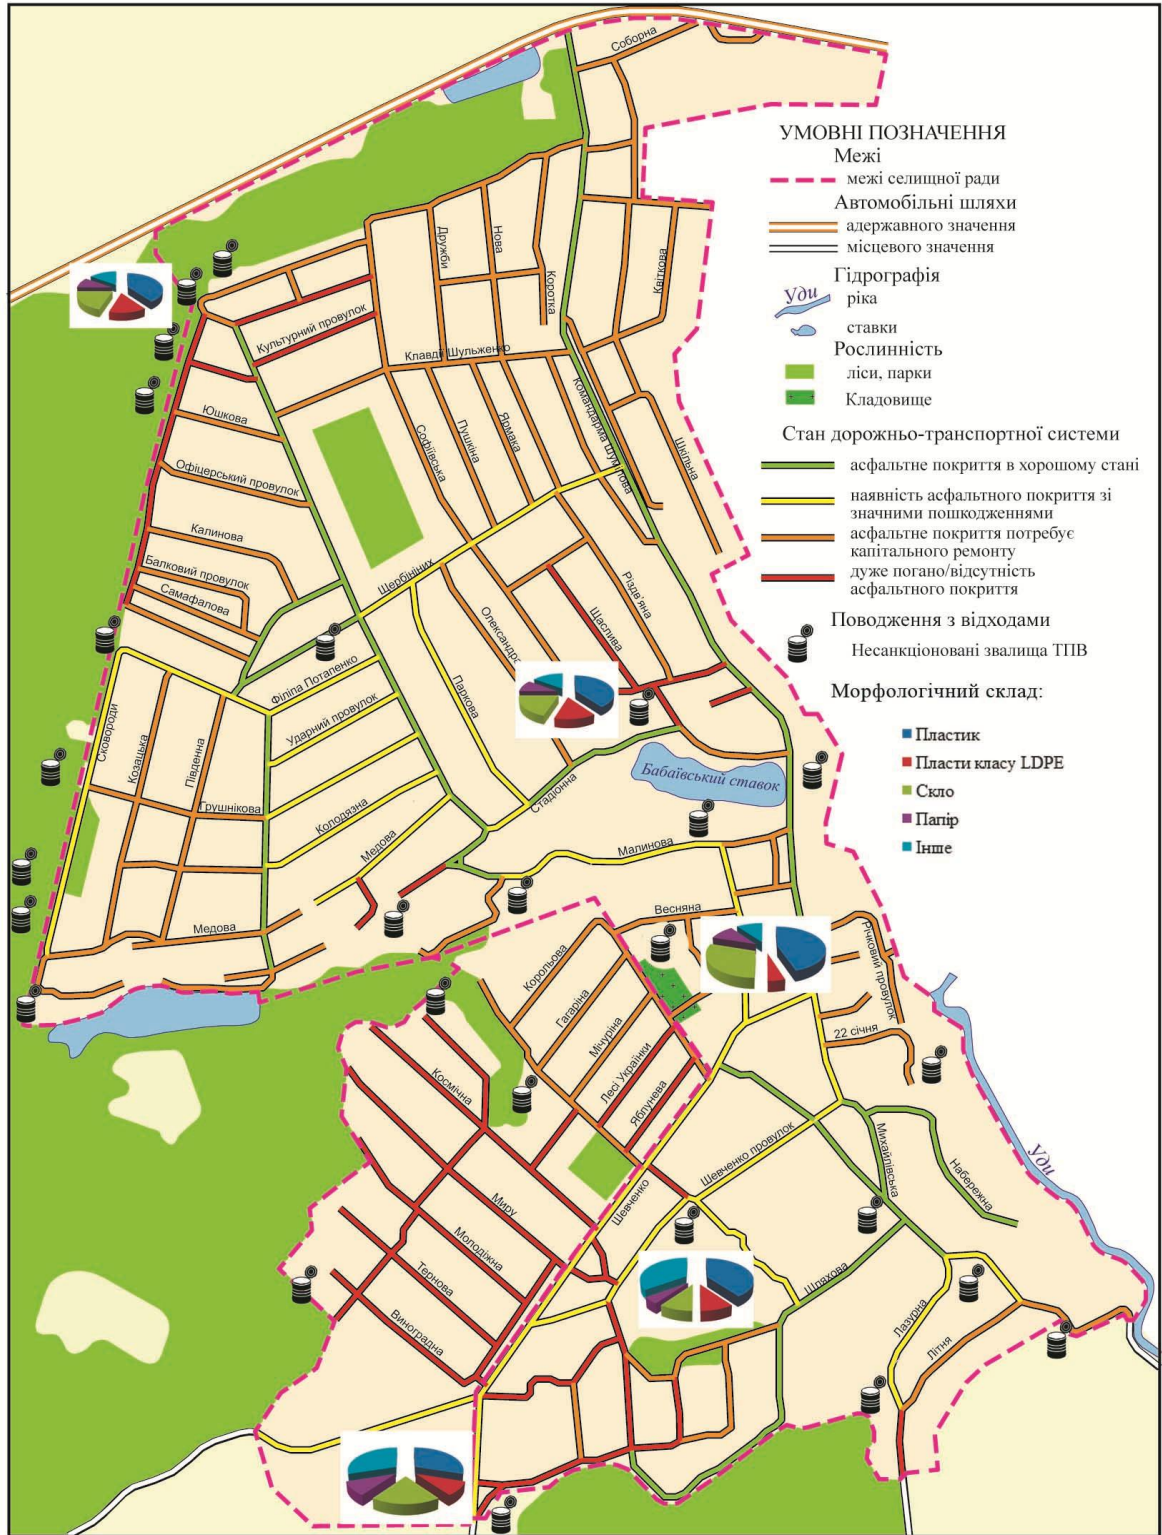 Соборна
УМОВНІ ПОЗНАЧЕННЯ
Межі
межі селищної ради
Автомобільні шляхи
адержавного значення
місцевого значення
Гідрографія
Уди
ріка
ставки
Рослинність
ліси, парки
Кладовище
Стан дорожньо-транспортної системи
асфальтне покриття в хорошому стані
наявність асфальтного покриття зі
значними пошкодженнями
асфальтне покриття потребує
капітального ремонту
дуже погано/відсутність
асфальтного покриття
Поводження з відходами
Несанкціоновані звалища ТПВ
Морфологічний склад:
Пластик
Пласти класу LDPE
Скло
Папір
Інше
Дружби
Нова
Коротка
Квіткова
Культурний провулок
Клавдії Шульженко
Юшкова
Софіївська
Пушкіна
Ярмака
Командарма Шумилова
Шкільна
Офіцерський провулок
Калинова
Балковий провулок
Самафалова
Щербініних
Різдв'яна
Щаслива
Філіпа Потапенко
Паркова
Ударний провулок
Сковороди
Козацька
Південна
Грушнікова
Колодязна
Медова
Стадіонна
Бабаївський ставок
Малинова
Медова
Весняна
Корольова
Гагаріна
Мічуріна
Лесі Українки
Яблунева
Річковий провулок
22 січня
Космічна
Шевченко провулок
Михайлівська
Набережна
Уди
Миру
Шевченко
Молодіжна
Тернова
Виноградна
Шляхова
Лазурна
Літня